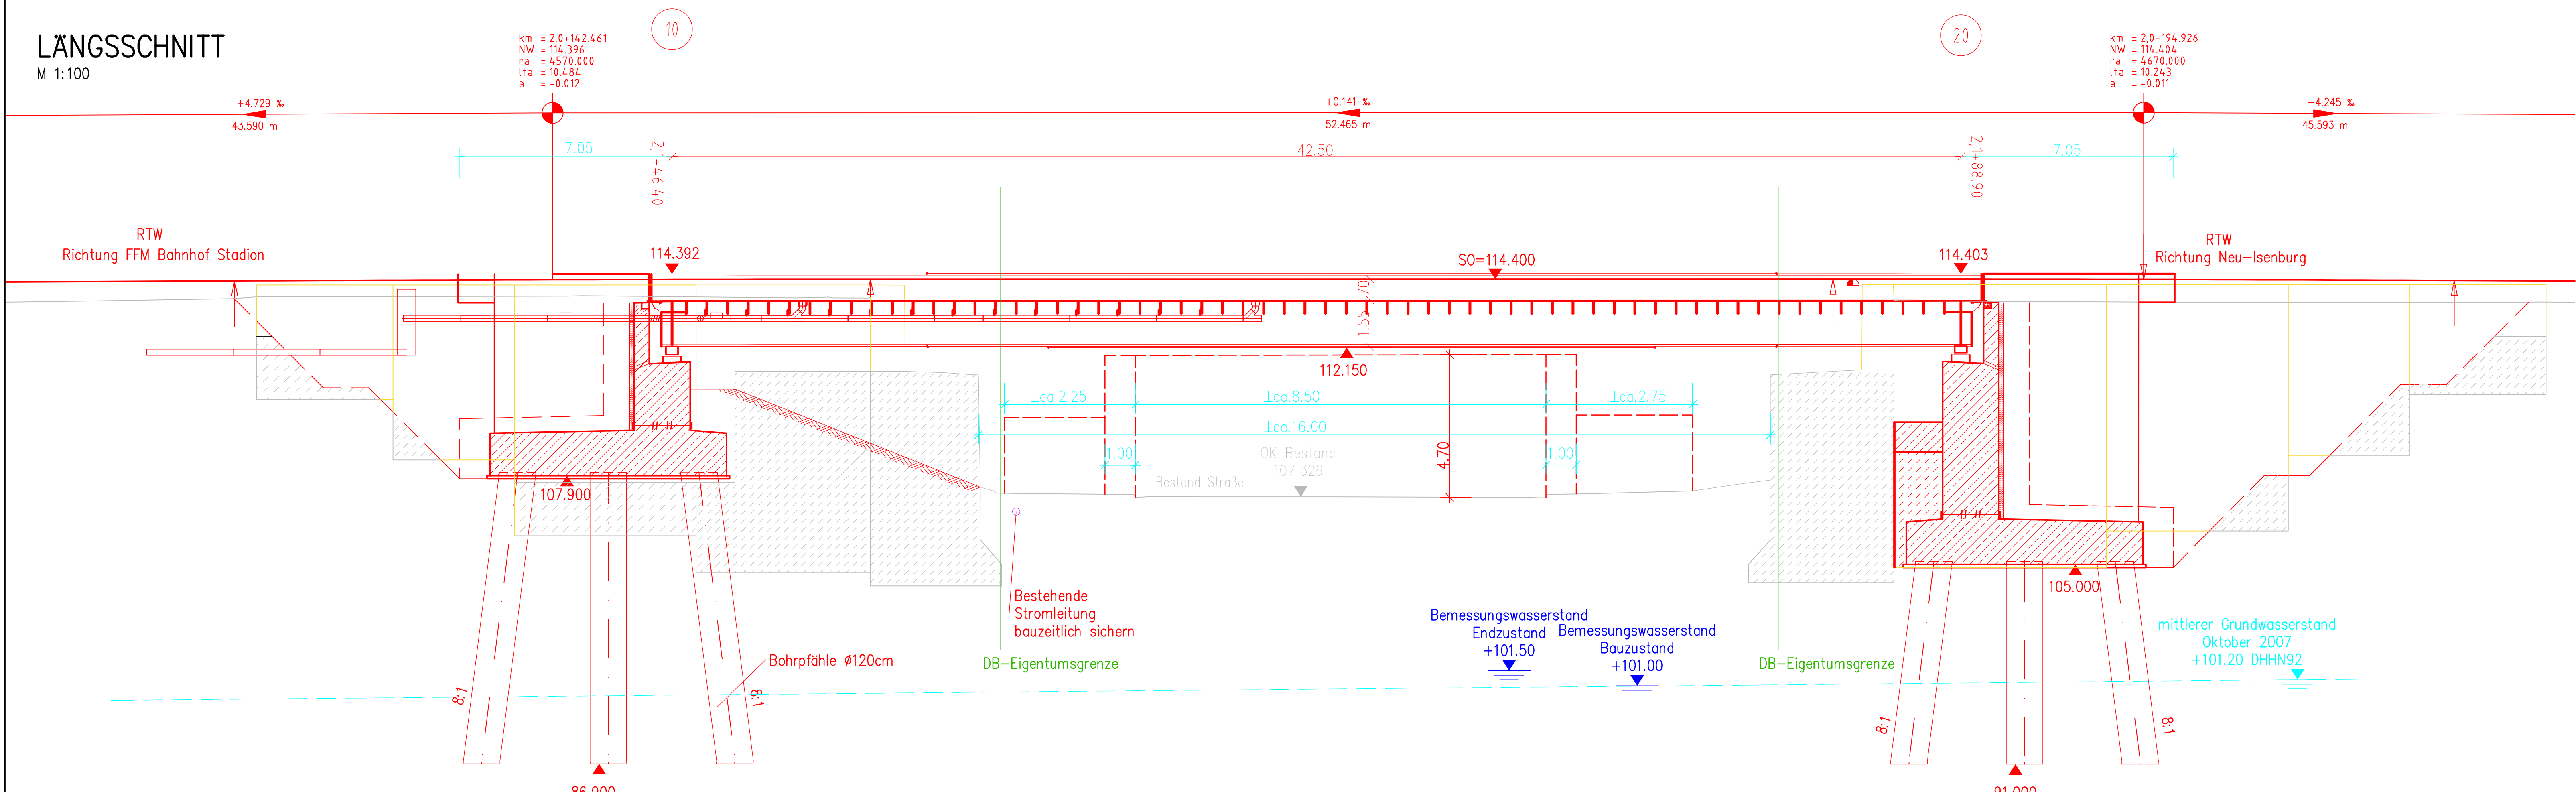 LÄNGSSCHNITT
M 1:100
km = 2,0+142.461
NW = 114.396
ra = 4570.000
lta = 10.484
a = -0.012
10
20
km = 2,0+194.926
NW = 114.404
ra = 4670.000
lta = 10.243
a = -0.011
+4.729 ‰
43.590 m
+0.141 ‰
52.465 m
-4.245 ‰
45.593 m
7.05
2,1+46.40
42.50
2,1+88.90
7.05
RTW
Richtung FFM Bahnhof Stadion
114.392
SO=114.400
114.403
RTW
Richtung Neu-Isenburg
70
1.55
112.150
⊥ca.2.25
⊥ca.8.50
⊥ca.2.75
⊥ca.16.00
1.00
OK Bestand
107.326
Bestand Straße
4.70
1.00
107.900
105.000
Bestehende
Stromleitung
bauzeitlich sichern
Bohrpfähle Ø120cm
DB-Eigentumsgrenze
Bemessungswasserstand
Endzustand
+101.50
Bemessungswasserstand
Bauzustand
+101.00
DB-Eigentumsgrenze
mittlerer Grundwasserstand
Oktober 2007
+101.20 DHHN92
8:1
8:1
8:1
8:1
86.900
91.000